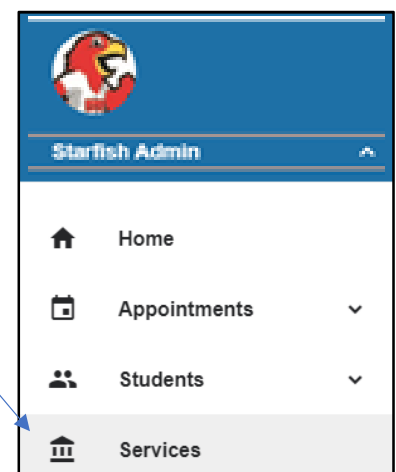 Starfish Admin
Home
Appointments
Students
Services